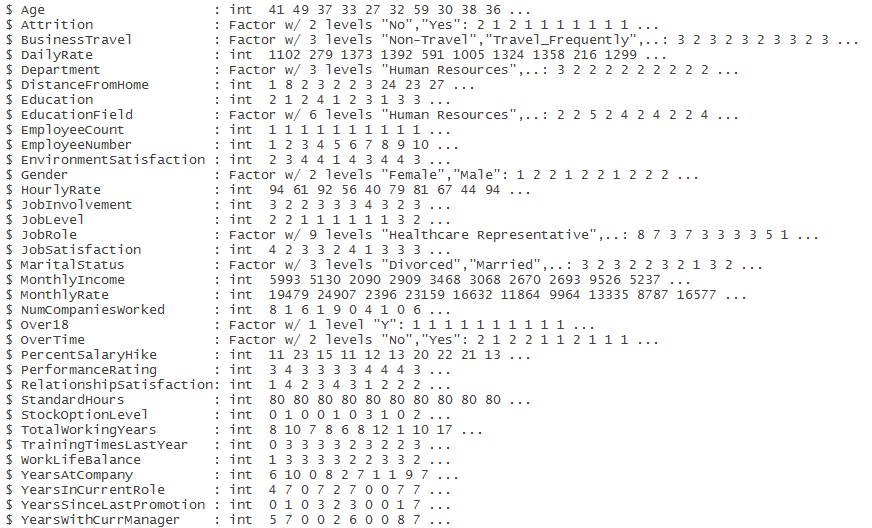 $ Age                     : int  41 49 37 33 27 32 59 30 38 36 ...
$ Attrition               : Factor w/ 2 levels "No","Yes": 2 1 2 1 1 1 1 1 1 1 ...
$ BusinessTravel          : Factor w/ 3 levels "Non-Travel","Travel_Frequently",..: 3 2 3 2 3 2 3 3 2 3 ...
$ DailyRate               : int  1102 279 1373 1392 591 1005 1324 1358 216 1299 ...
$ Department              : Factor w/ 3 levels "Human Resources",..: 3 2 2 2 2 2 2 2 2 2 ...
$ DistanceFromHome        : int  1 8 2 3 2 2 3 24 23 27 ...
$ Education               : int  2 1 2 4 1 2 3 1 3 3 ...
$ EducationField          : Factor w/ 6 levels "Human Resources",..: 2 2 5 2 4 2 4 2 2 4 ...
$ EmployeeCount           : int  1 1 1 1 1 1 1 1 1 1 ...
$ EmployeeNumber          : int  1 2 3 4 5 6 7 8 9 10 ...
$ EnvironmentSatisfaction : int  2 3 4 4 1 4 3 4 4 3 ...
$ Gender                  : Factor w/ 2 levels "Female","Male": 1 2 2 1 2 2 1 2 2 2 ...
$ HourlyRate              : int  94 61 92 56 40 79 81 67 44 94 ...
$ JobInvolvement          : int  3 2 2 3 3 3 4 3 2 3 ...
$ JobLevel                : int  2 2 1 1 1 1 1 1 3 2 ...
$ JobRole                 : Factor w/ 9 levels "Healthcare Representative",..: 8 7 3 7 3 3 3 3 5 1 ...
$ JobSatisfaction         : int  4 2 3 3 2 4 1 3 3 3 ...
$ MaritalStatus           : Factor w/ 3 levels "Divorced","Married",..: 3 2 3 2 2 3 2 1 3 2 ...
$ MonthlyIncome           : int  5993 5130 2090 2909 3468 3068 2670 2693 9526 5237 ...
$ MonthlyRate             : int  19479 24907 2396 23159 16632 11864 9964 13335 8787 16577 ...
$ NumCompaniesWorked      : int  8 1 6 1 9 0 4 1 0 6 ...
$ Over18                  : Factor w/ 1 level "Y": 1 1 1 1 1 1 1 1 1 1 ...
$ OverTime                : Factor w/ 2 levels "No","Yes": 2 1 2 2 1 1 2 1 1 1 ...
$ PercentSalaryHike       : int  11 23 15 11 12 13 20 22 21 13 ...
$ PerformanceRating       : int  3 4 3 3 3 3 4 4 4 3 ...
$ RelationshipSatisfaction: int  1 4 2 3 4 3 1 2 2 2 ...
$ StandardHours           : int  80 80 80 80 80 80 80 80 80 80 ...
$ StockOptionLevel        : int  0 1 0 0 1 0 3 1 0 2 ...
$ TotalWorkingYears       : int  8 10 7 8 6 8 12 1 10 17 ...
$ TrainingTimesLastYear   : int  0 3 3 3 3 2 3 2 2 3 ...
$ WorkLifeBalance         : int  1 3 3 3 3 2 2 3 3 2 ...
$ YearsAtCompany          : int  6 10 0 8 2 7 1 1 9 7 ...
$ YearsInCurrentRole      : int  4 7 0 7 2 7 0 0 7 7 ...
$ YearsSinceLastPromotion : int  0 1 0 3 2 3 0 0 1 7 ...
$ YearsWithCurrManager    : int  5 7 0 0 2 6 0 0 8 7 ...